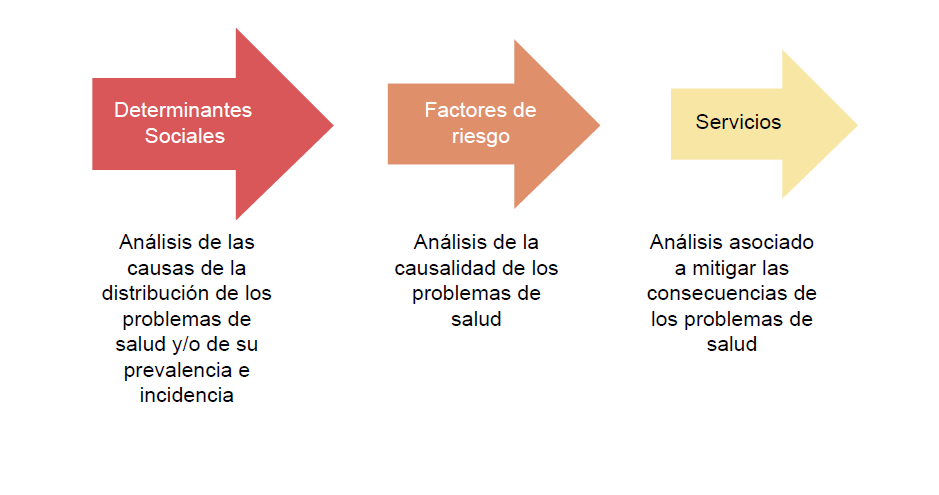 Determinantes
Sociales
Análisis de las
causas de la
distribución de los
problemas de
salud y/o de su
prevalencia e
incidencia
Factores de
riesgo
Análisis de la
causalidad de los
problemas de
salud
Servicios
Análisis asociado
a mitigar las
consecuencias de
los problemas de
salud